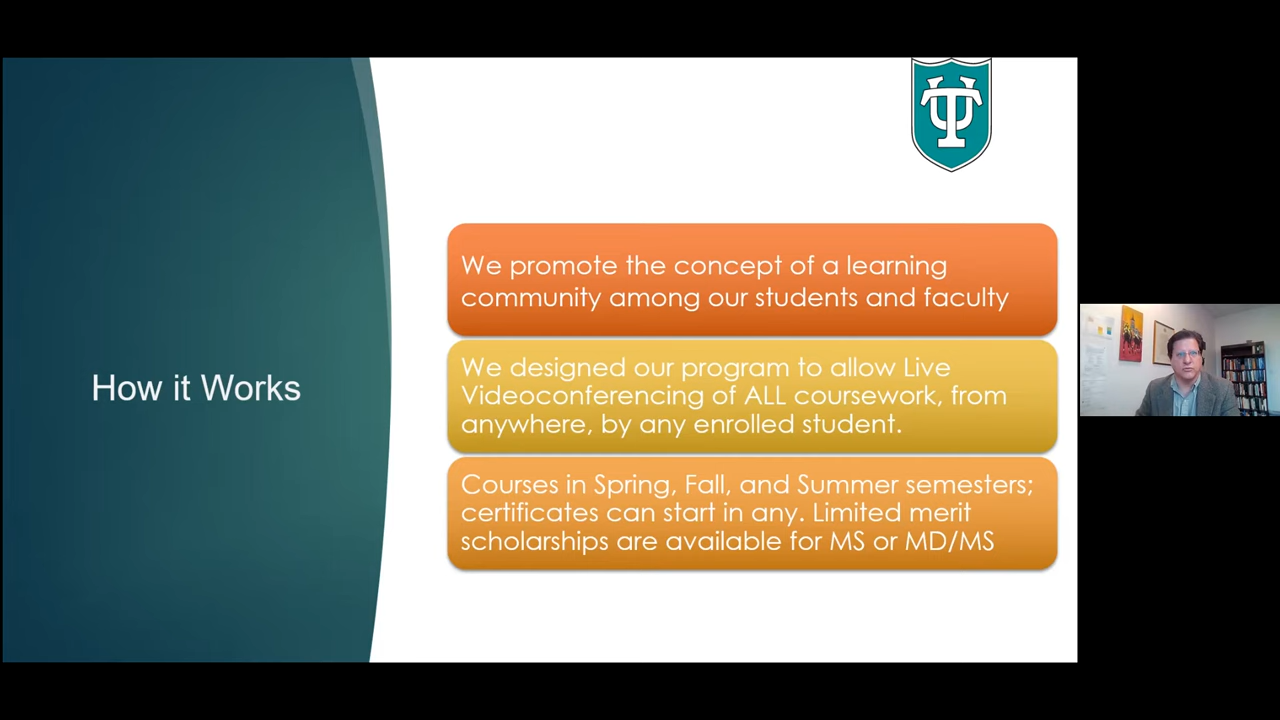 How it Works
We promote the concept of a learning
community among our students and faculty
We designed our program to allow Live
Videoconferencing of ALL coursework, from
anywhere, by any enrolled student.
Courses in Spring, Fall, and Summer semesters;
certificates can start in any. Limited merit
scholarships are available for MS or MD/MS